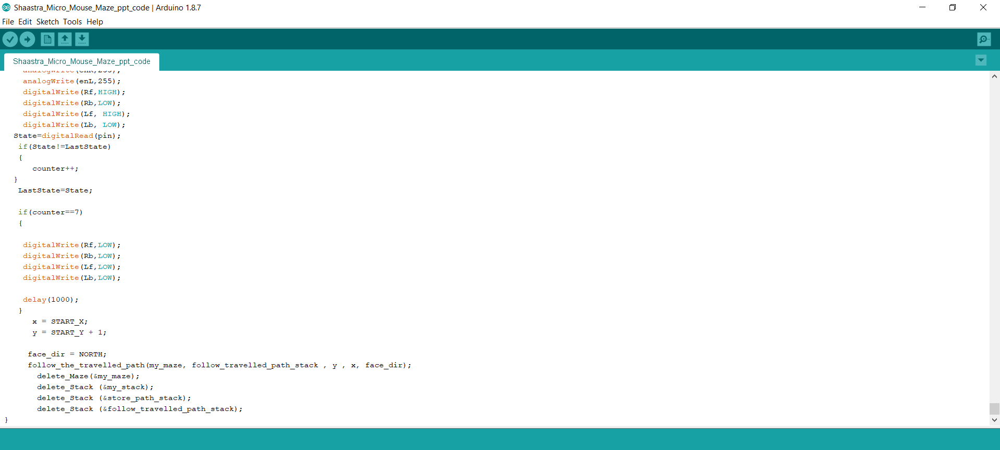 Shaastra_Micro_Mouse_Maze_ppt_code | Arduino 1.8.7
File Edit Sketch Tools Help
Shaastra_Micro_Mouse_Maze_ppt_code
analogWrite(enR,255);
analogWrite(enL,255);
digitalWrite(Rf,HIGH);
digitalWrite(Rb,LOW);
digitalWrite(Lf, HIGH);
digitalWrite(Lb, LOW);
State=digitalRead(pin);
if(State!=LastState)
{
counter++;
}
LastState=State;
if(counter==7)
{
digitalWrite(Rf,LOW);
digitalWrite(Rb,LOW);
digitalWrite(Lf,LOW);
digitalWrite(Lb,LOW);
delay(1000);
}
x = START_X;
y = START_Y + 1;
face_dir = NORTH;
follow_the_travelled_path(my_maze, follow_travelled_path_stack , y , x, face_dir);
delete_Maze(&my_maze);
delete_Stack (&my_stack);
delete_Stack (&store_path_stack);
delete_Stack (&follow_travelled_path_stack);
}